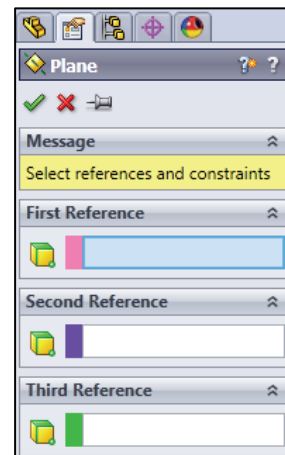 Plane
? ?
Message
Select references and constraints
First Reference
Second Reference
Third Reference